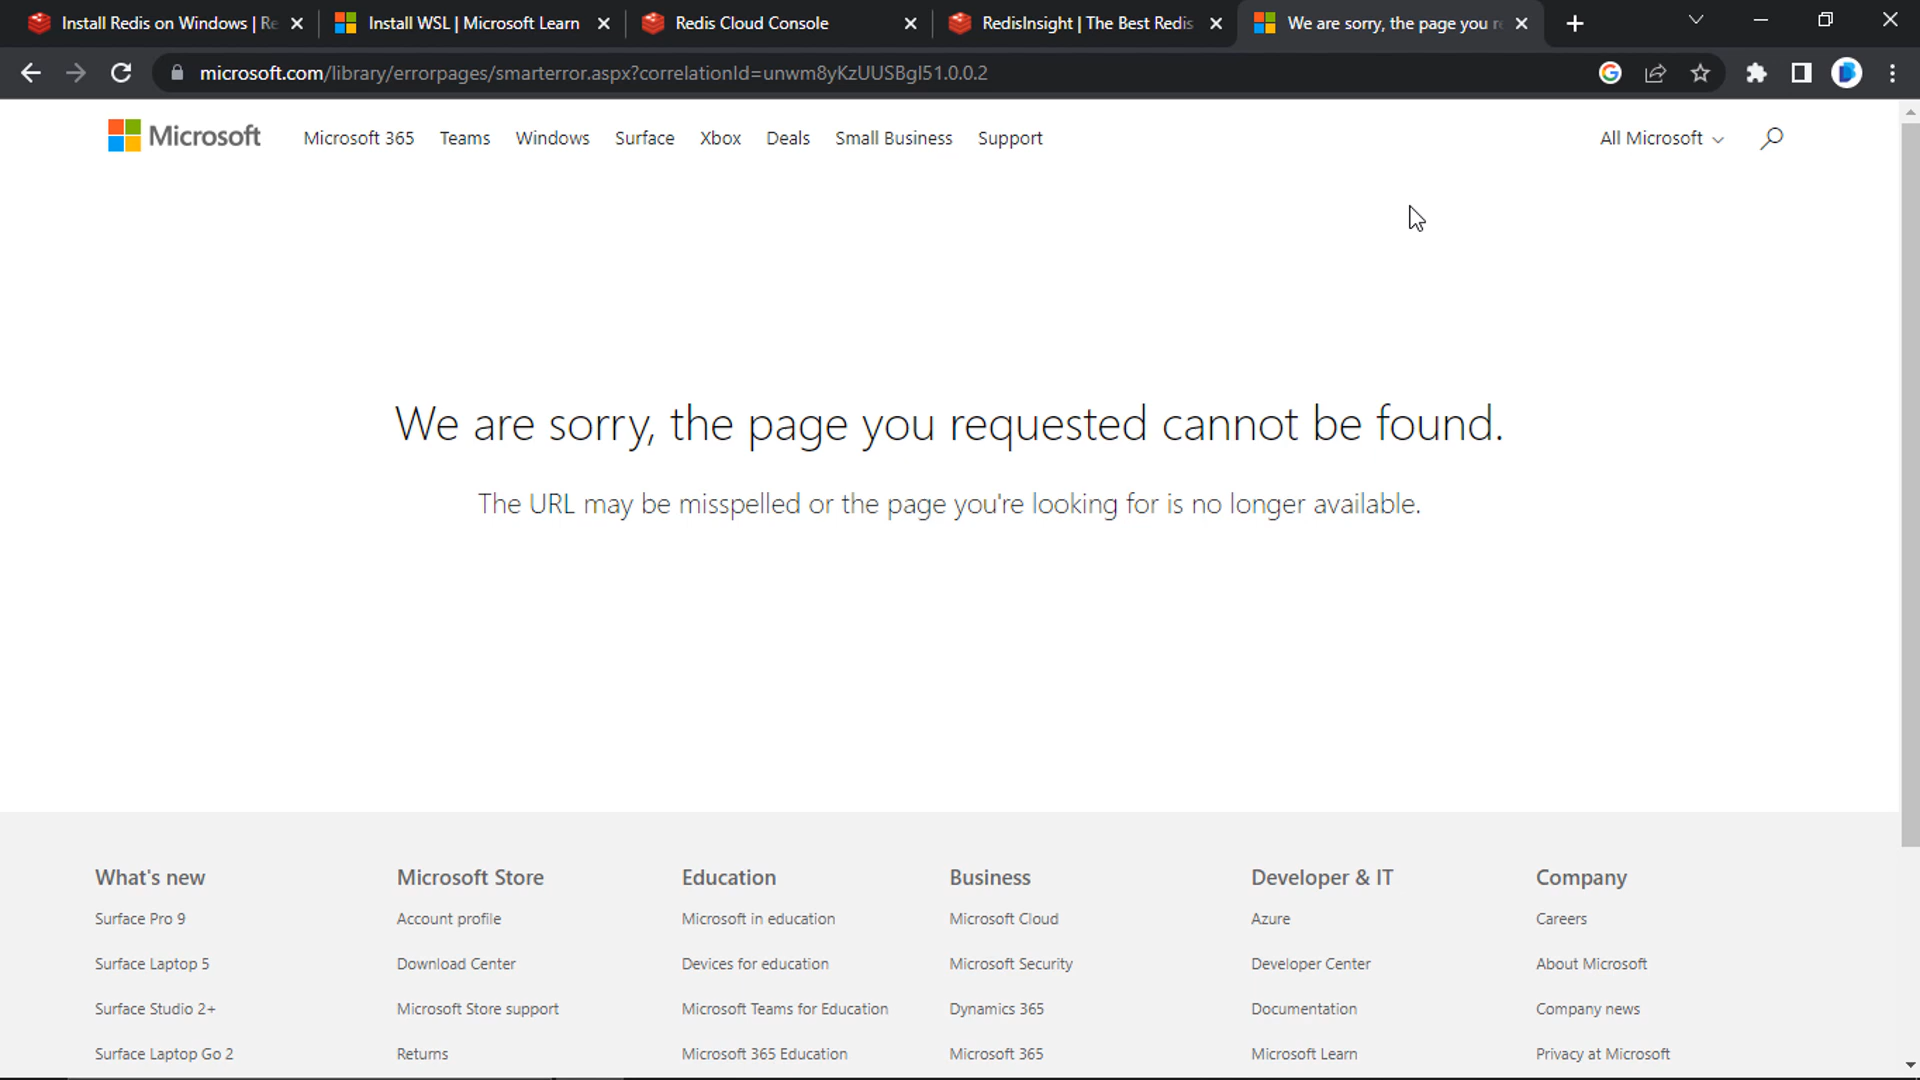 Install Redis on Windows | Re
Install WSL | Microsoft Learn
Redis Cloud Console
RedisInsight | The Best Redis
We are sorry, the page you r
microsoft.com/library/errorpages/smarterror.aspx?correlationId=unwm8yKzUUSBgI51.0.0.2
Microsoft
Microsoft 365
Teams
Windows
Surface
Xbox
Deals
Small Business
Support
All Microsoft
We are sorry, the page you requested cannot be found.
The URL may be misspelled or the page you're looking for is no longer available.
What's new
Surface Pro 9
Surface Laptop 5
Surface Studio 2+
Surface Laptop Go 2
Microsoft Store
Account profile
Download Center
Microsoft Store support
Returns
Education
Microsoft in education
Devices for education
Microsoft Teams for Education
Microsoft 365 Education
Business
Microsoft Cloud
Microsoft Security
Dynamics 365
Microsoft 365
Developer & IT
Azure
Developer Center
Documentation
Microsoft Learn
Company
Careers
About Microsoft
Company news
Privacy at Microsoft